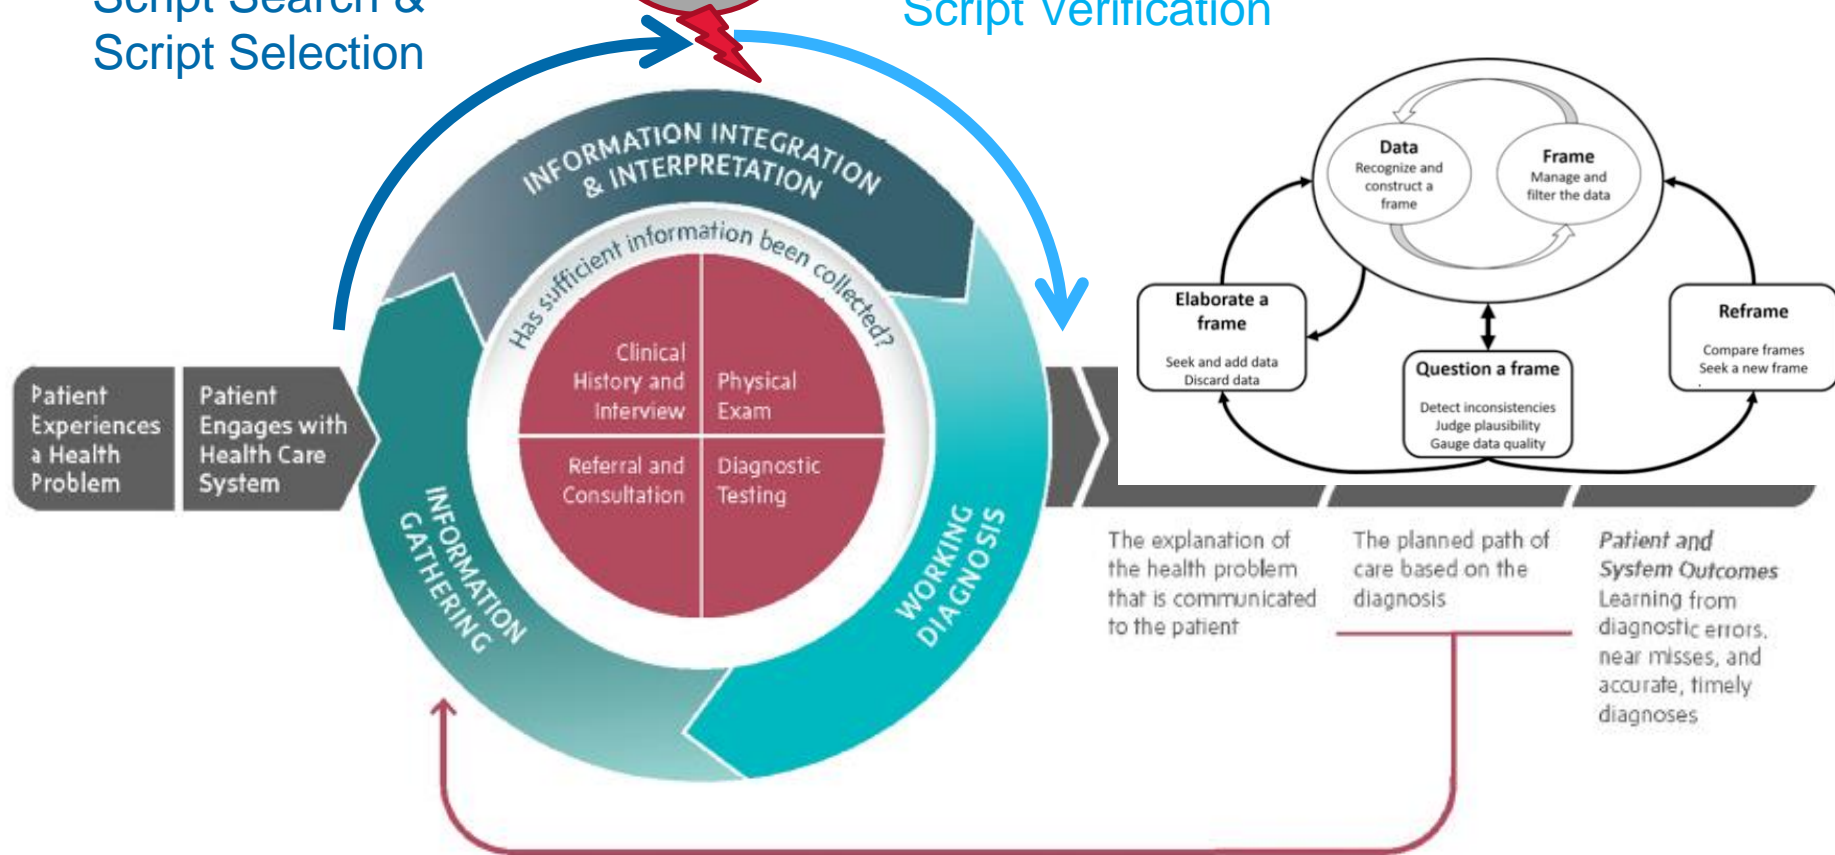 Script Search &
Script Selection
Script Verification
INFORMATION INTEGRATION
& INTERPRETATION
Has sufficient information been collected?
Clinical
History and
Interview
Physical
Exam
Referral and
Consultation
Diagnostic
Testing
INFORMATION
GATHERING
WORKING
DIAGNOSIS
Patient
Experiences
a Health
Problem
Patient
Engages with
Health Care
System
Data
Recognize and
construct a
frame
Frame
Manage and
filter the data
Elaborate a
frame
Seek and add data
Discard data
Question a frame
Detect inconsistencies
Judge plausibility
Gauge data quality
Reframe
Compare frames
Seek a new frame
.
The explanation of
the health problem
that is communicated
to the patient
The planned path of
care based on the
diagnosis
Patient and
System Outcomes
Learning from
diagnostic errors,
near misses, and
accurate, timely
diagnoses